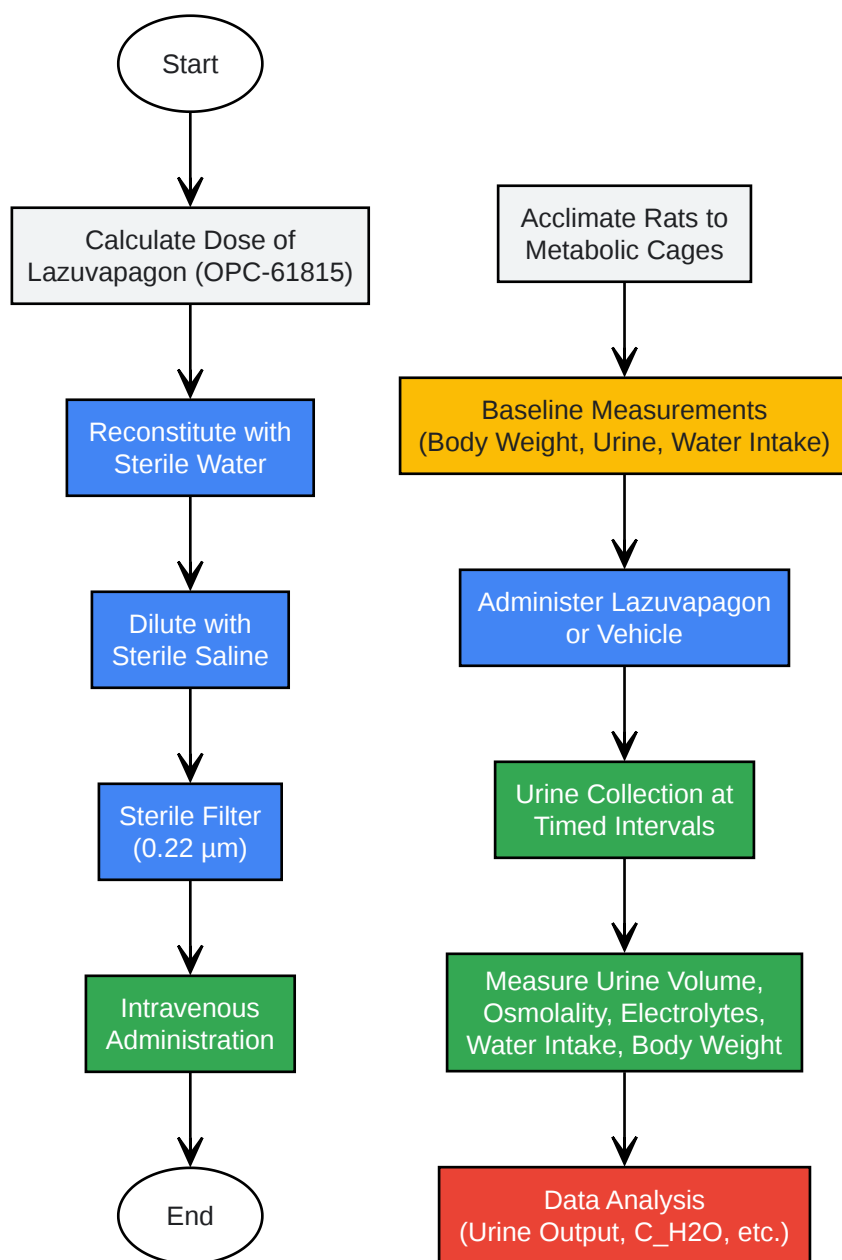 Start
Calculate Dose of
Lazuvapagon (OPC-61815)
Reconstitute with
Sterile Water
Dilute with
Sterile Saline
Sterile Filter
(0.22 µm)
Intravenous
Administration
End
Acclimate Rats to
Metabolic Cages
Baseline Measurements
(Body Weight, Urine, Water Intake)
Administer Lazuvapagon
or Vehicle
Urine Collection at
Timed Intervals
Measure Urine Volume,
Osmolality, Electrolytes,
Water Intake, Body Weight
Data Analysis
(Urine Output, C_H2O, etc.)